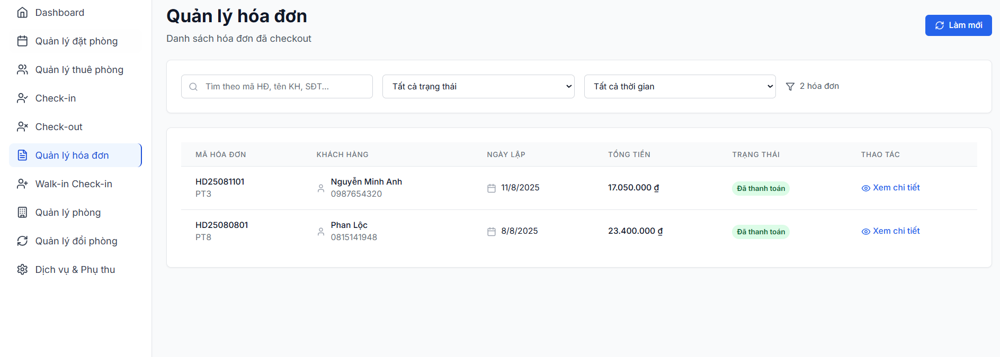 Dashboard
Quản lý đặt phòng
Quản lý thuê phòng
Check-in
Check-out
Quản lý hóa đơn
Walk-in Check-in
Quản lý phòng
Quản lý đổi phòng
Dịch vụ & Phụ thu
Quản lý hóa đơn
Danh sách hóa đơn đã checkout
Làm mới
Tìm theo mã HĐ, tên KH, SĐT...
Tất cả trạng thái
Tất cả thời gian
2 hóa đơn
MÃ HÓA ĐƠN KHÁCH HÀNG NGÀY LẬP TỔNG TIỀN TRẠNG THÁI THAO TÁC
HD25081101 Nguyễn Minh Anh 11/8/2025 17.050.000 ₫ Đã thanh toán Xem chi tiết
PT3 0987654320
HD25080801 Phan Lộc 8/8/2025 23.400.000 ₫ Đã thanh toán Xem chi tiết
PT8 0815141948